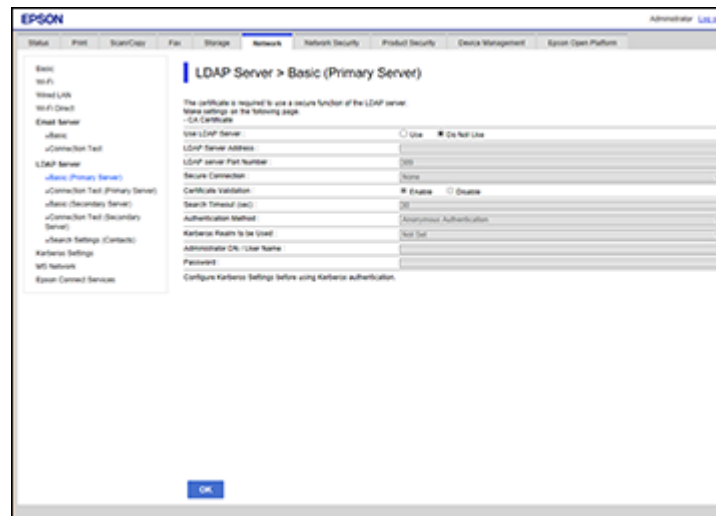 EPSON
Administrator
Status Print Scan/Copy Fax Storage Network Network Security Product Security Device Management Epson Open Platform
Basic
Wi-Fi
Wired LAN
Wi-Fi Direct
Email Server
»Basic
»Connection Test
LDAP Server
»Basic (Primary Server)
»Connection Test (Primary Server)
»Basic (Secondary Server)
»Connection Test (Secondary
Server)
»Search Settings (Contacts)
Kerberos Settings
MS Network
Epson Connect Services
LDAP Server > Basic (Primary Server)
The certificate is required to use a secure function of the LDAP server.
Make settings on the following page.
- CA Certificate
Use LDAP Server : Use Do Not Use
LDAP Server Address :
LDAP server Port Number : 389
Secure Connection : None
Certificate Validation : Enable Disable
Search Timeout (sec) : 30
Authentication Method : Anonymous Authentication
Kerberos Realm to be Used : Not Set
Administrator DN / User Name :
Password :
Configure Kerberos Settings before using Kerberos authentication.
OK